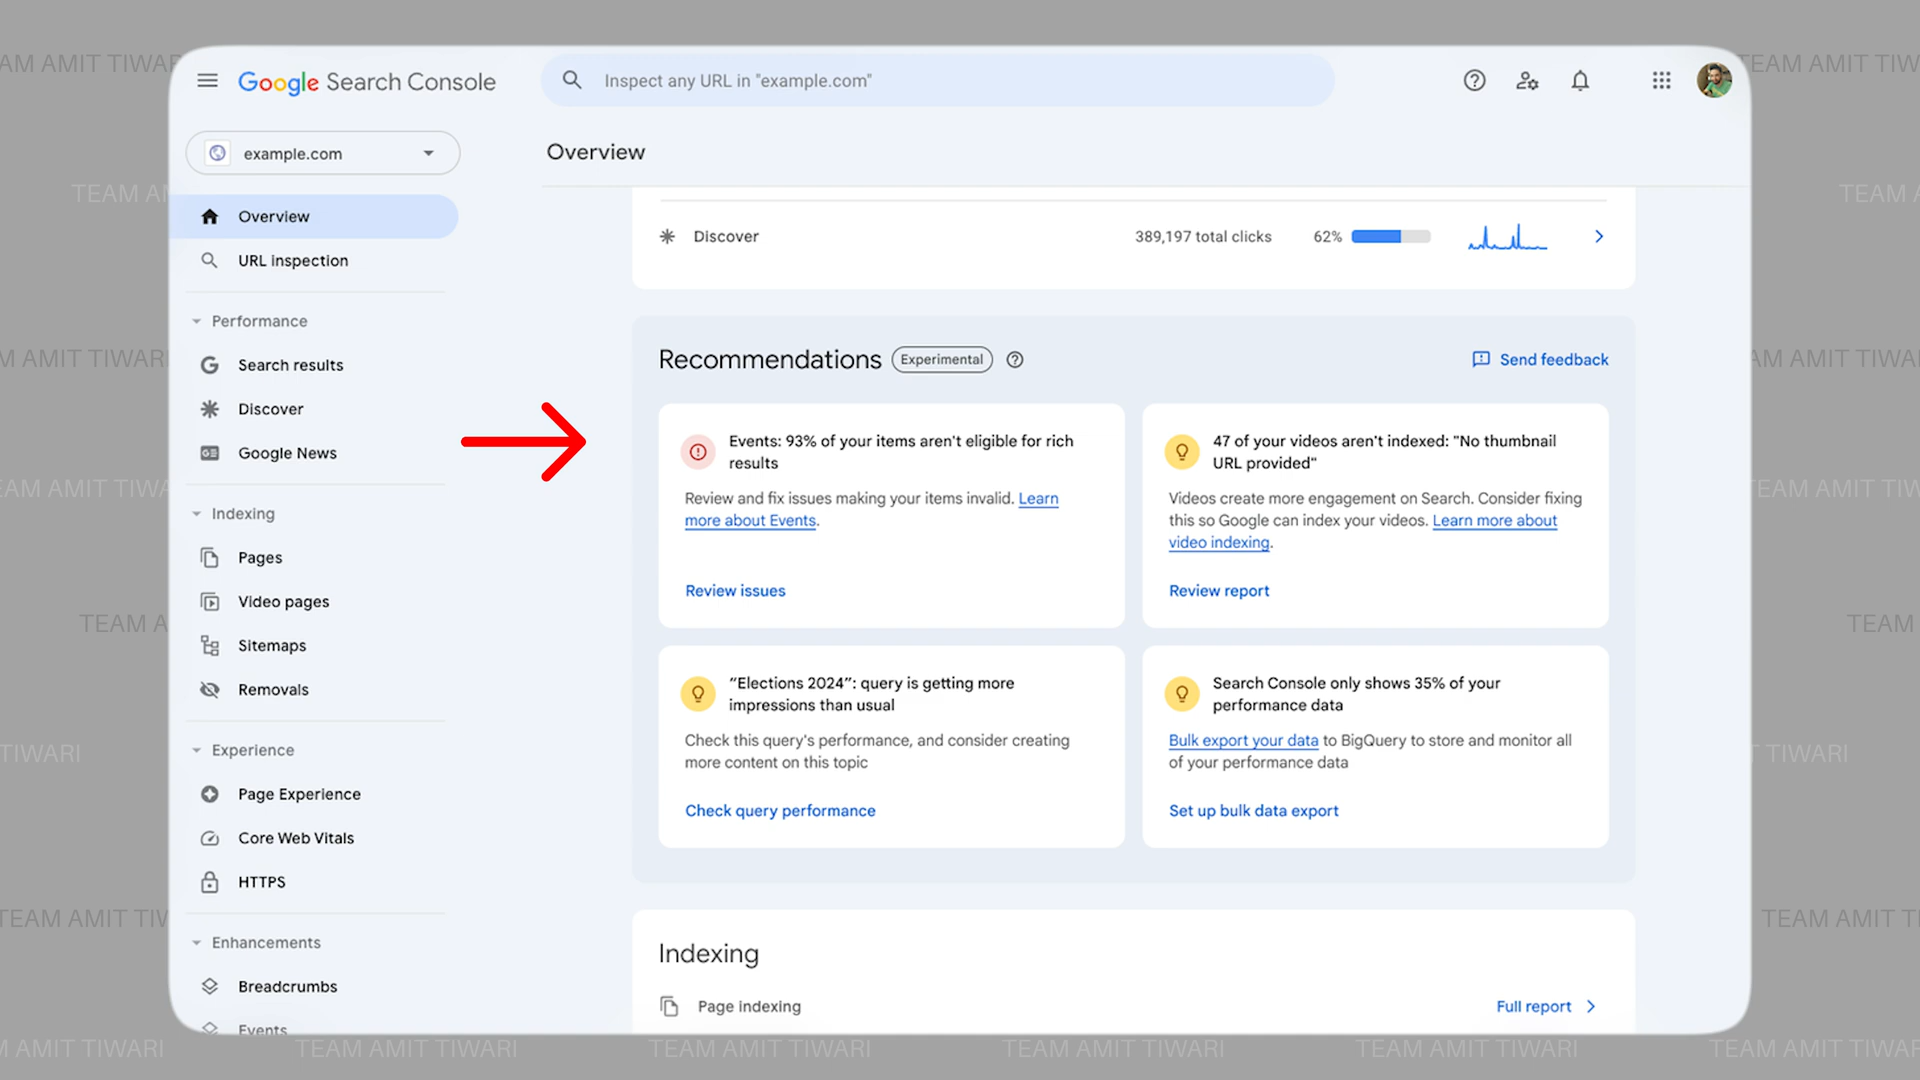 TEAM AMIT TIWARI
Google Search Console
Inspect any URL in "example.com"
example.com
Overview
Overview
URL inspection
Performance
Search results
Discover
Google News
Indexing
Pages
Video pages
Sitemaps
Removals
Experience
Page Experience
Core Web Vitals
HTTPS
Enhancements
Breadcrumbs
Events
Discover
389,197 total clicks
62%
Recommendations
Experimental
Send feedback
Events: 93% of your items aren't eligible for rich
results
Review and fix issues making your items invalid. Learn
more about Events.
Review issues
47 of your videos aren't indexed: "No thumbnail
URL provided"
Videos create more engagement on Search. Consider fixing
this so Google can index your videos. Learn more about
video indexing.
Review report
“Elections 2024”: query is getting more
impressions than usual
Check this query's performance, and consider creating
more content on this topic
Check query performance
Search Console only shows 35% of your
performance data
Bulk export your data to BigQuery to store and monitor all
of your performance data
Set up bulk data export
Indexing
Page indexing
Full report
TEAM AMIT TIWARI
TEAM AMIT TIWARI
TEAM AMIT TIWARI
TEAM AMIT TIWARI